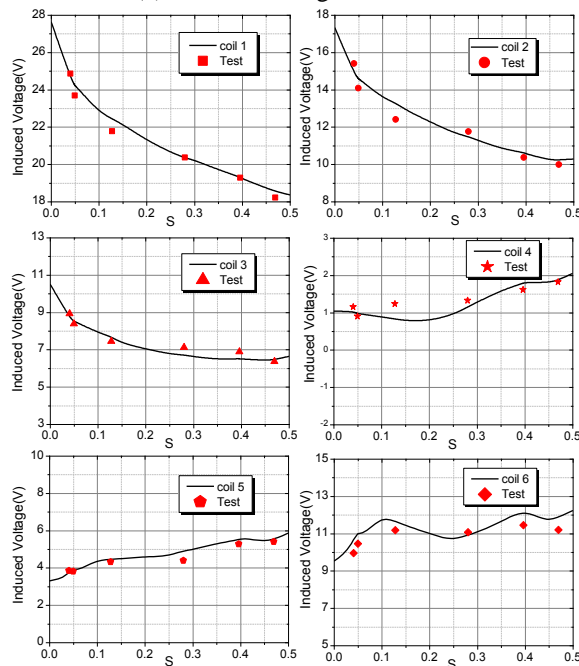 28
26
24
22
20
18
Induced Voltage(V)
coil 1
Test
0.0 0.1 0.2 0.3 0.4 0.5
S
18
16
14
12
10
8
Induced Voltage(V)
coil 2
Test
0.0 0.1 0.2 0.3 0.4 0.5
S
13
11
9
7
5
3
Induced Voltage(V)
coil 3
Test
0.0 0.1 0.2 0.3 0.4 0.5
S
3
2
1
0
-1
-2
Induced Voltage(V)
coil 4
Test
0.0 0.1 0.2 0.3 0.4 0.5
S
10
8
6
4
2
0
Induced Voltage(V)
coil 5
Test
0.0 0.1 0.2 0.3 0.4 0.5
S
15
13
11
9
7
5
Induced Voltage(V)
coil 6
Test
0.0 0.1 0.2 0.3 0.4 0.5
S